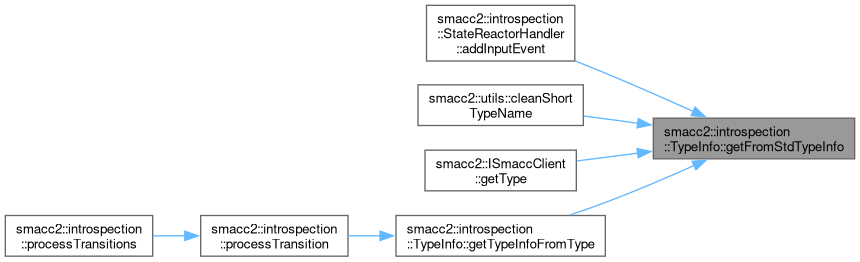 smacc2::introspection
::StateReactorHandler
::addInputEvent
smacc2::utils::cleanShort
TypeName
smacc2::introspection
::TypeInfo::getFromStdTypeInfo
smacc2::ISmaccClient
::getType
smacc2::introspection
::processTransitions
smacc2::introspection
::processTransition
smacc2::introspection
::TypeInfo::getTypeInfoFromType